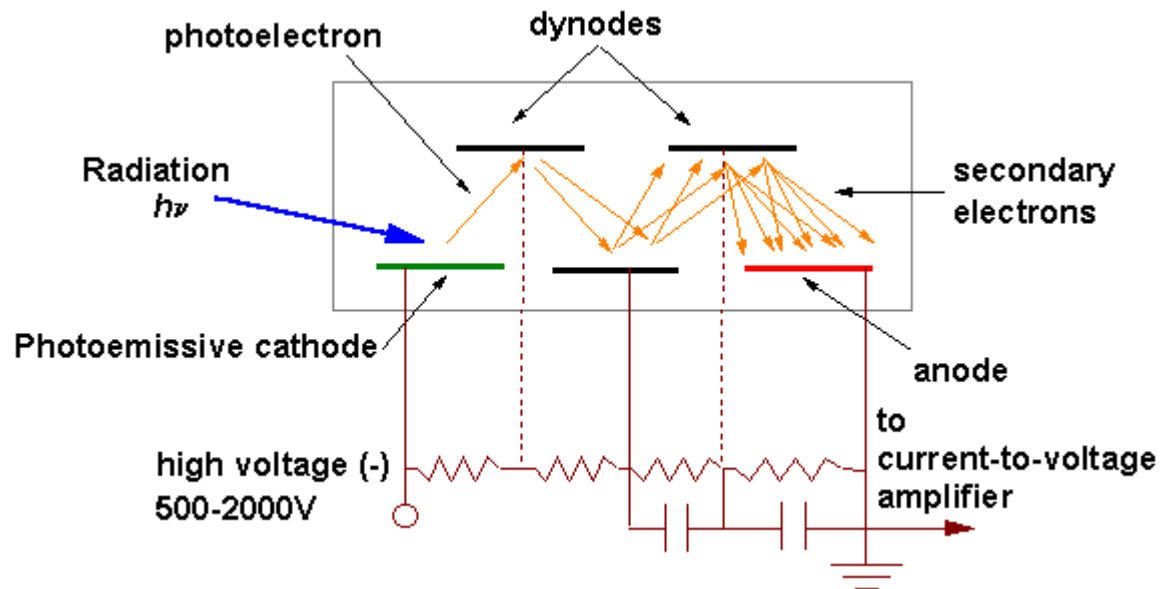 photoelectron
dynodes
Radiation
hν
secondary
electrons
Photoemissive cathode
anode
high voltage (-)
500-2000V
to
current-to-voltage
amplifier